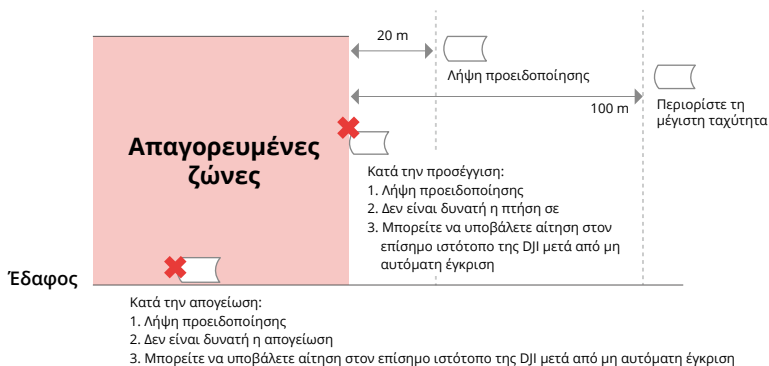 20 m
Λήψη προειδοποίησης
100 m
Περιορίστε τη
μέγιστη ταχύτητα
Απαγορευμένες
ζώνες
Κατά την προσέγγιση:
1. Λήψη προειδοποίησης
2. Δεν είναι δυνατή η πτήση σε
3. Μπορείτε να υποβάλετε αίτηση στον
επίσημο ιστότοπο της DJI μετά από μη
αυτόματη έγκριση
Έδαφος
Κατά την απογείωση:
1. Λήψη προειδοποίησης
2. Δεν είναι δυνατή η απογείωση
3. Μπορείτε να υποβάλετε αίτηση στον επίσημο ιστότοπο της DJI μετά από μη αυτόματη έγκριση